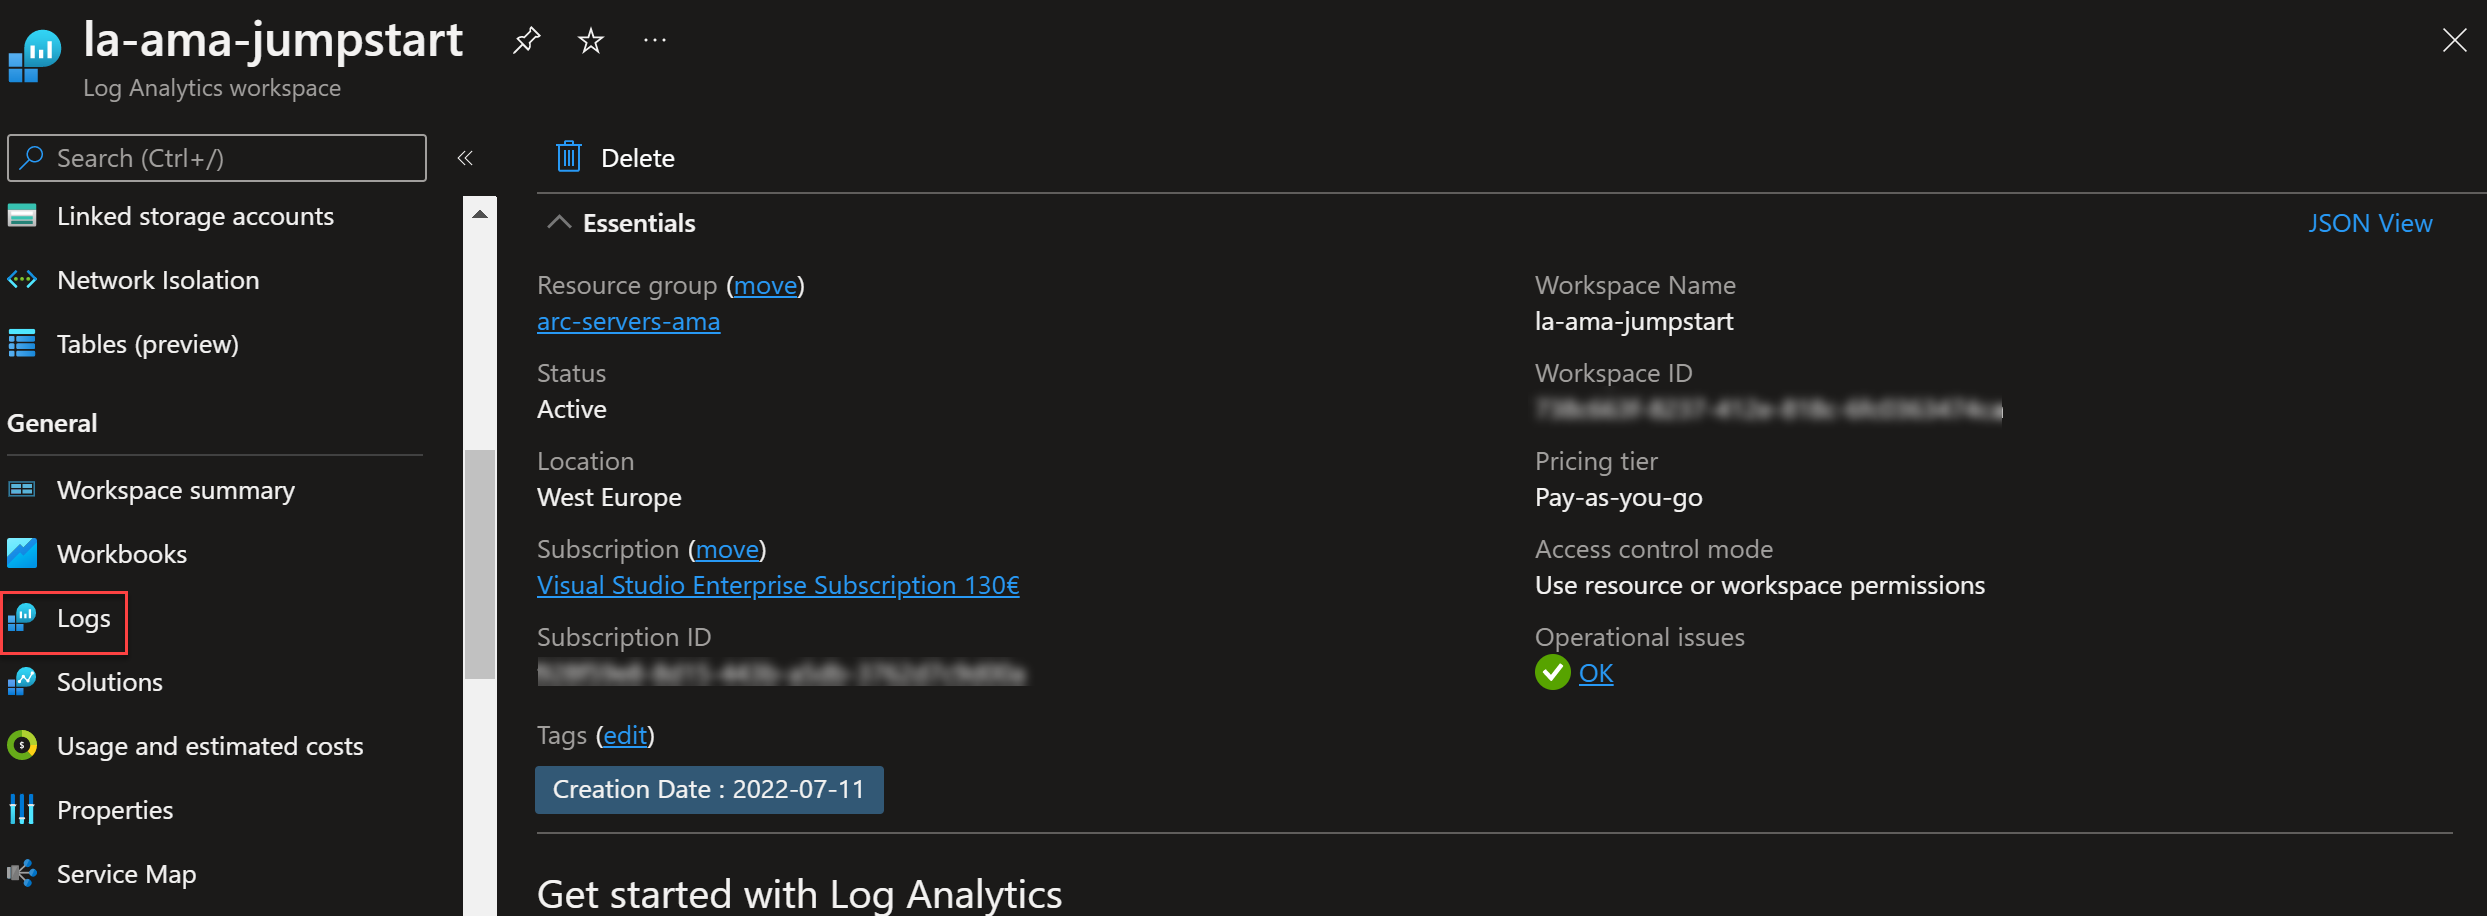 la-ama-jumpstart
Log Analytics workspace
Search (Ctrl+/)
Linked storage accounts
Network Isolation
Tables (preview)
General
Workspace summary
Workbooks
Logs
Solutions
Usage and estimated costs
Properties
Service Map
Delete
Essentials
JSON View
Resource group (move)
arc-servers-ama
Status
Active
Location
West Europe
Subscription (move)
Visual Studio Enterprise Subscription 130€
Subscription ID
Workspace Name
la-ama-jumpstart
Workspace ID
Pricing tier
Pay-as-you-go
Access control mode
Use resource or workspace permissions
Operational issues
OK
Tags (edit)
Creation Date : 2022-07-11
Get started with Log Analytics